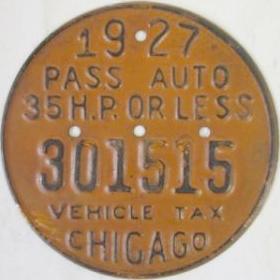 19 27
PASS AUTO
35 H.P. OR LESS
301515
VEHICLE TAX
CHICAGO